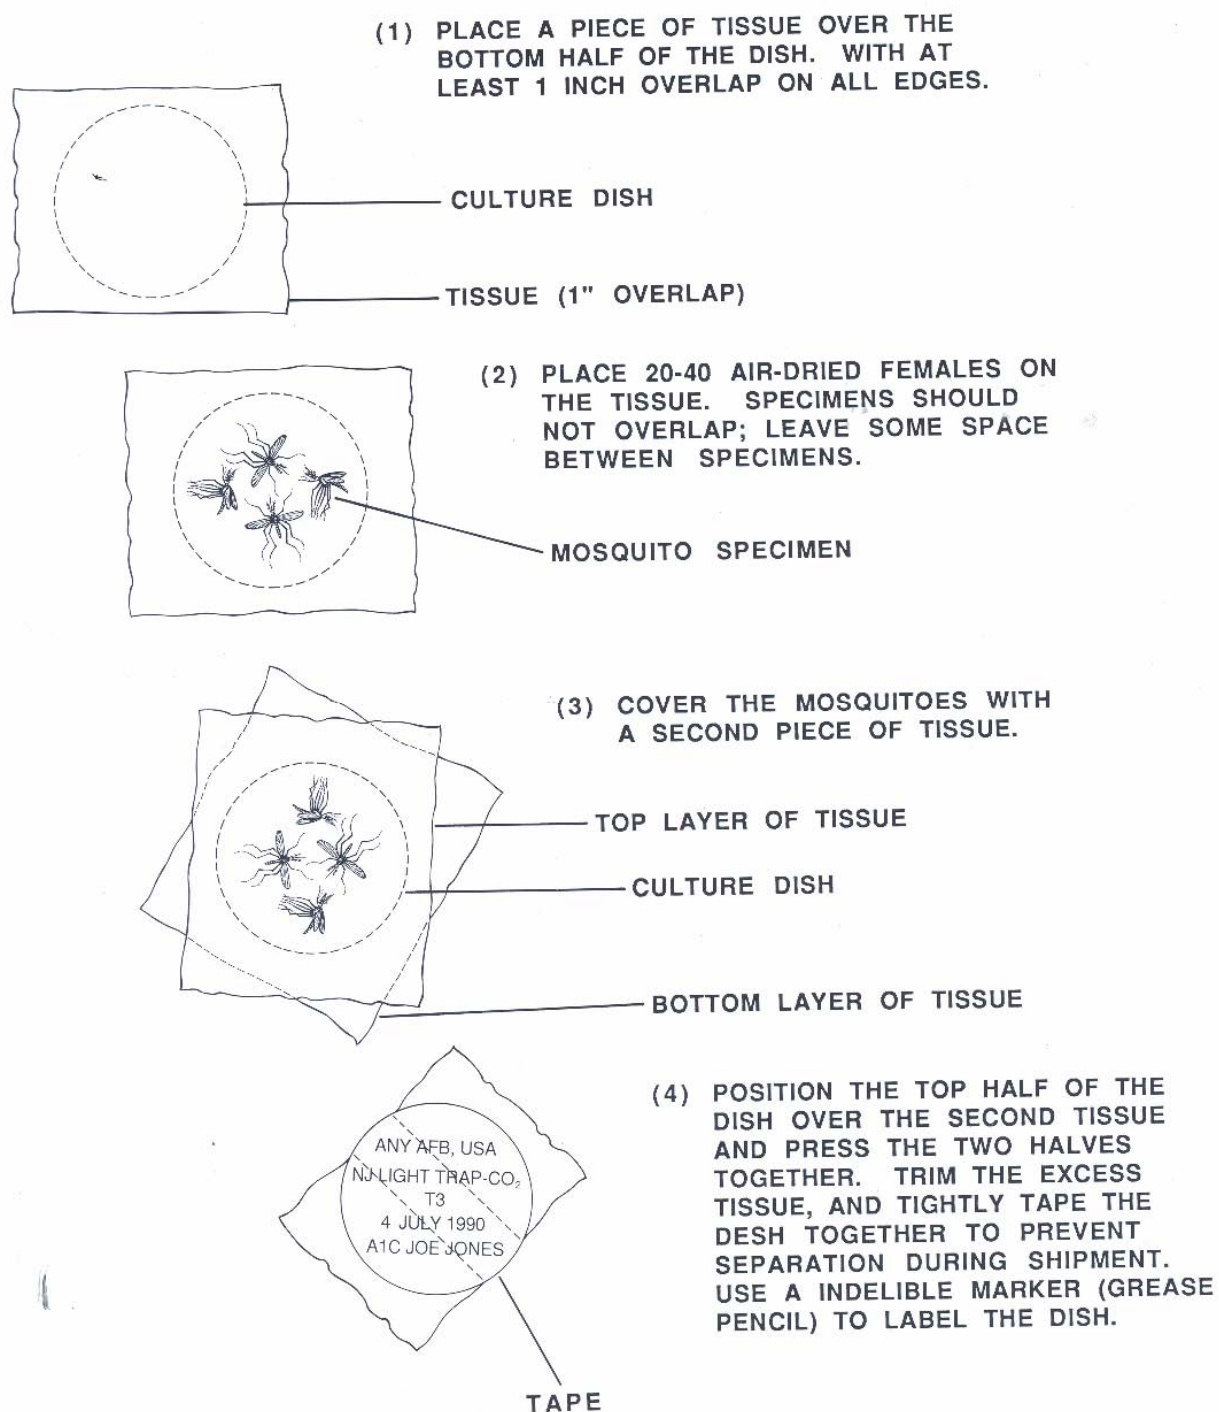 (1) PLACE A PIECE OF TISSUE OVER THE
BOTTOM HALF OF THE DISH. WITH AT
LEAST 1 INCH OVERLAP ON ALL EDGES.
CULTURE DISH
TISSUE (1" OVERLAP)
(2) PLACE 20-40 AIR-DRIED FEMALES ON
THE TISSUE. SPECIMENS SHOULD
NOT OVERLAP; LEAVE SOME SPACE
BETWEEN SPECIMENS.
MOSQUITO SPECIMEN
(3) COVER THE MOSQUITOES WITH
A SECOND PIECE OF TISSUE.
TOP LAYER OF TISSUE
CULTURE DISH
BOTTOM LAYER OF TISSUE
(4) POSITION THE TOP HALF OF THE
DISH OVER THE SECOND TISSUE
AND PRESS THE TWO HALVES
TOGETHER. TRIM THE EXCESS
TISSUE, AND TIGHTLY TAPE THE
DESH TOGETHER TO PREVENT
SEPARATION DURING SHIPMENT.
USE A INDELIBLE MARKER (GREASE
PENCIL) TO LABEL THE DISH.
ANY AFB, USA
NJ LIGHT TRAP-CO₂
T3
4 JULY 1990
A1C JOE JONES
TAPE